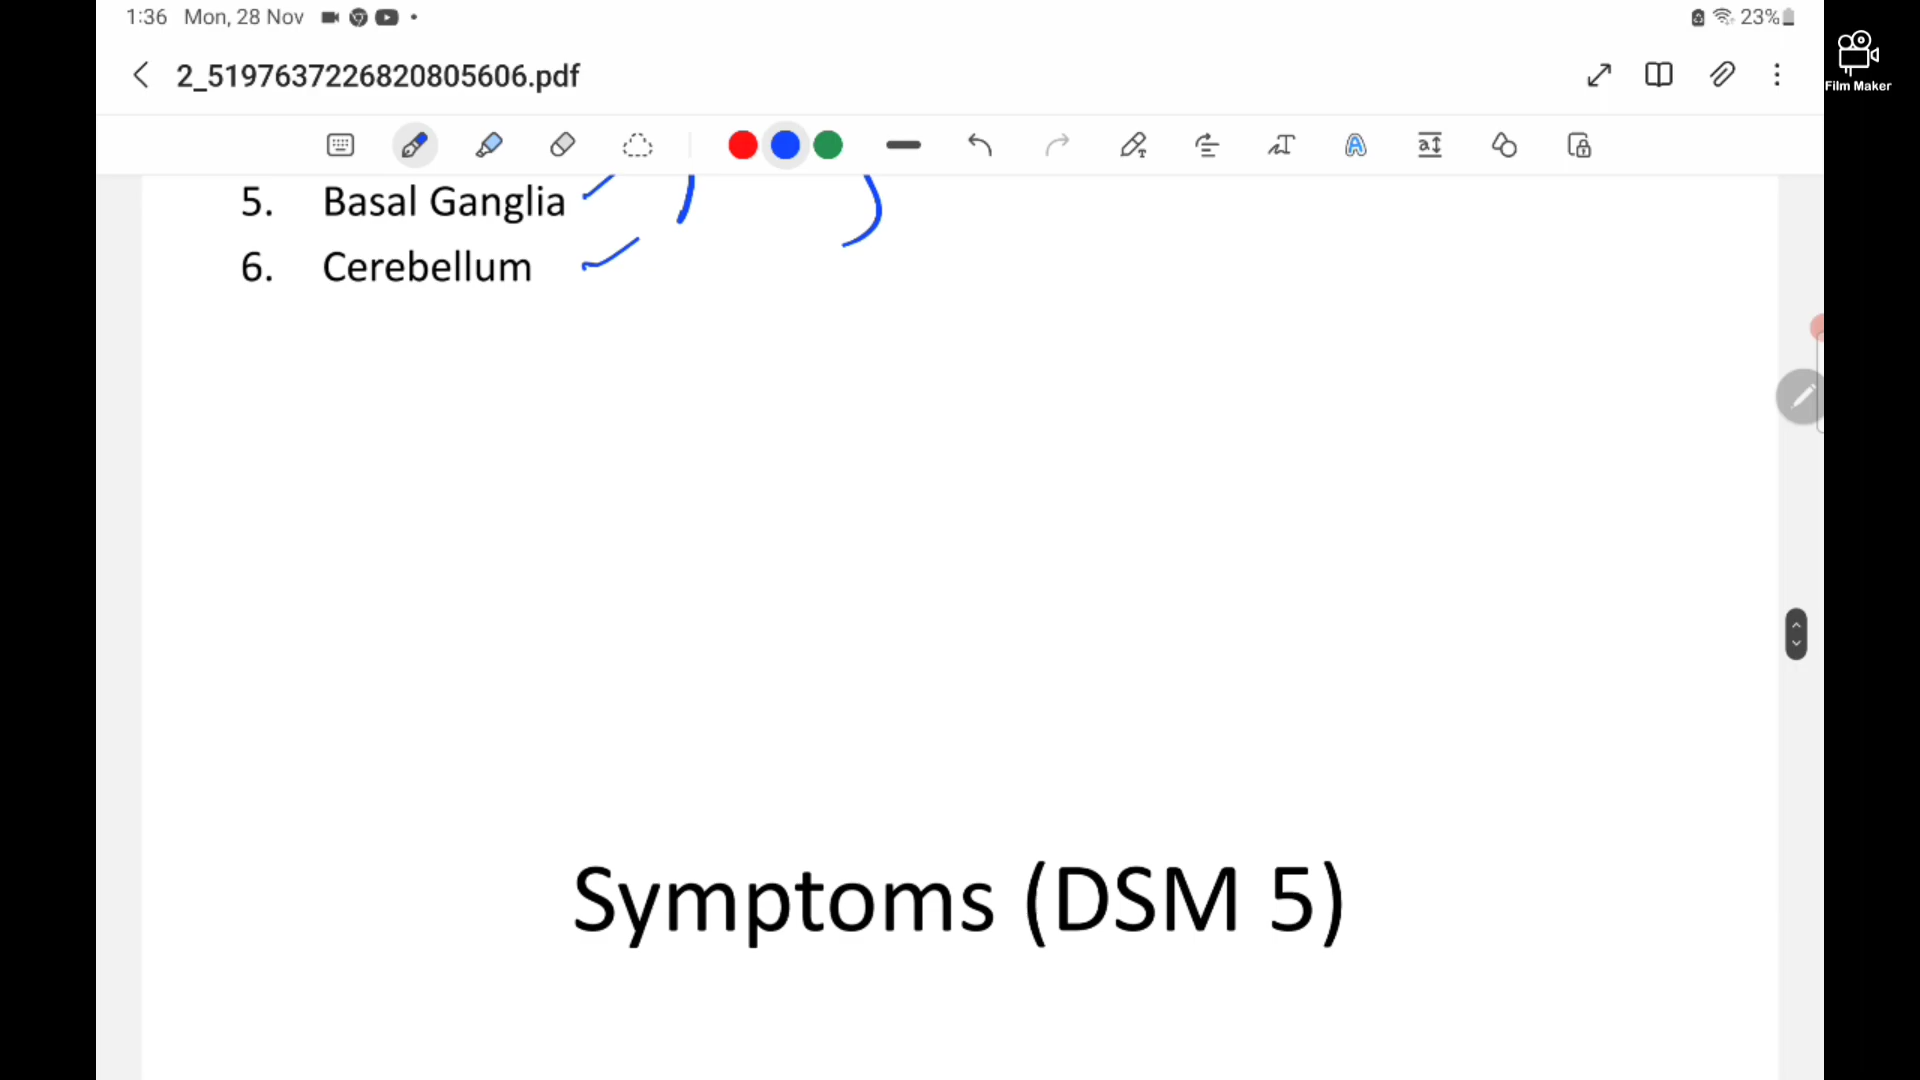 1:36 Mon, 28 Nov
23%
Film Maker
2_5197637226820805606.pdf
5. Basal Ganglia
6. Cerebellum
Symptoms (DSM 5)